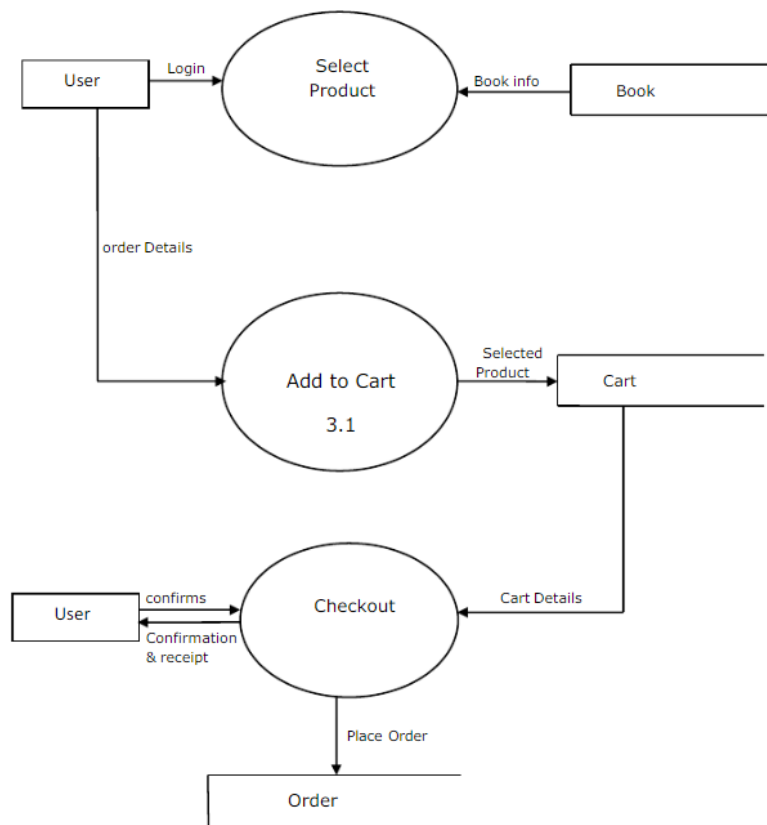 User
Login
Select
Product
Book info
Book
order Details
Add to Cart
3.1
Selected
Product
Cart
User
confirms
Confirmation
& receipt
Checkout
Cart Details
Place Order
Order